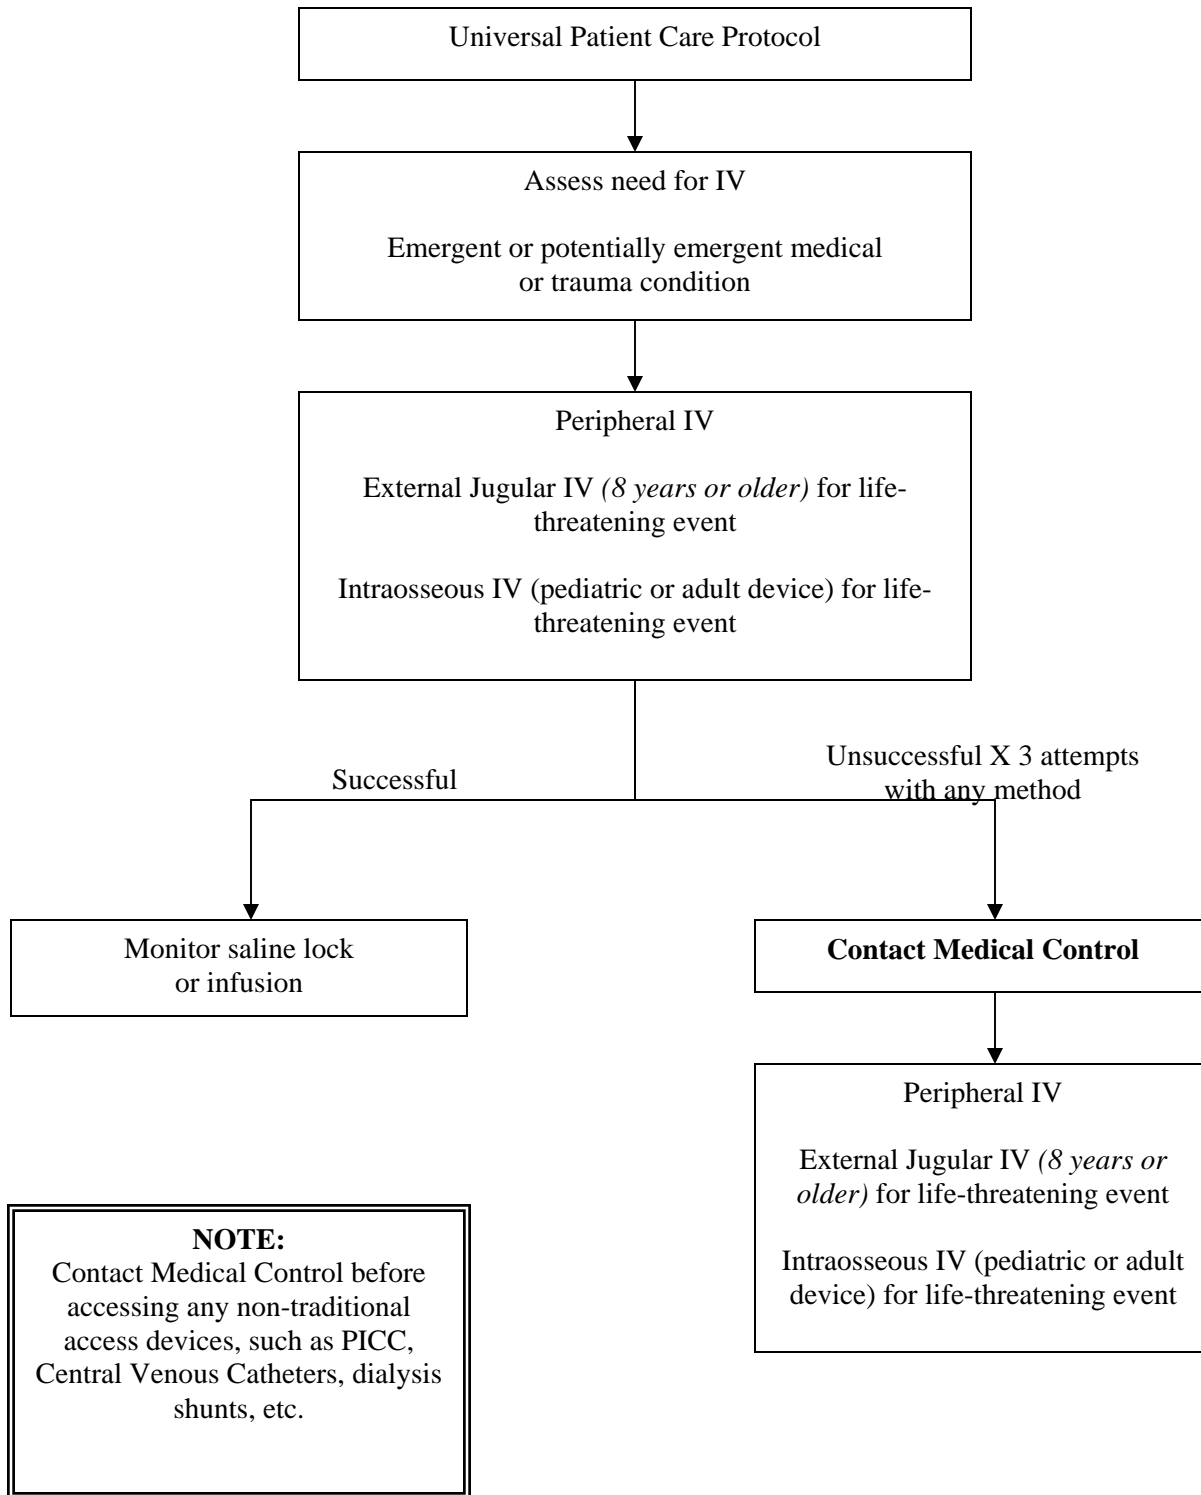 Universal Patient Care Protocol
Assess need for IV
Emergent or potentially emergent medical
or trauma condition
Peripheral IV
External Jugular IV (8 years or older) for life-
threatening event
Intraosseous IV (pediatric or adult device) for life-
threatening event
Successful
Unsuccessful X 3 attempts
with any method
Monitor saline lock
or infusion
Contact Medical Control
Peripheral IV
External Jugular IV (8 years or
older) for life-threatening event
Intraosseous IV (pediatric or adult
device) for life-threatening event
NOTE:
Contact Medical Control before
accessing any non-traditional
access devices, such as PICC,
Central Venous Catheters, dialysis
shunts, etc.